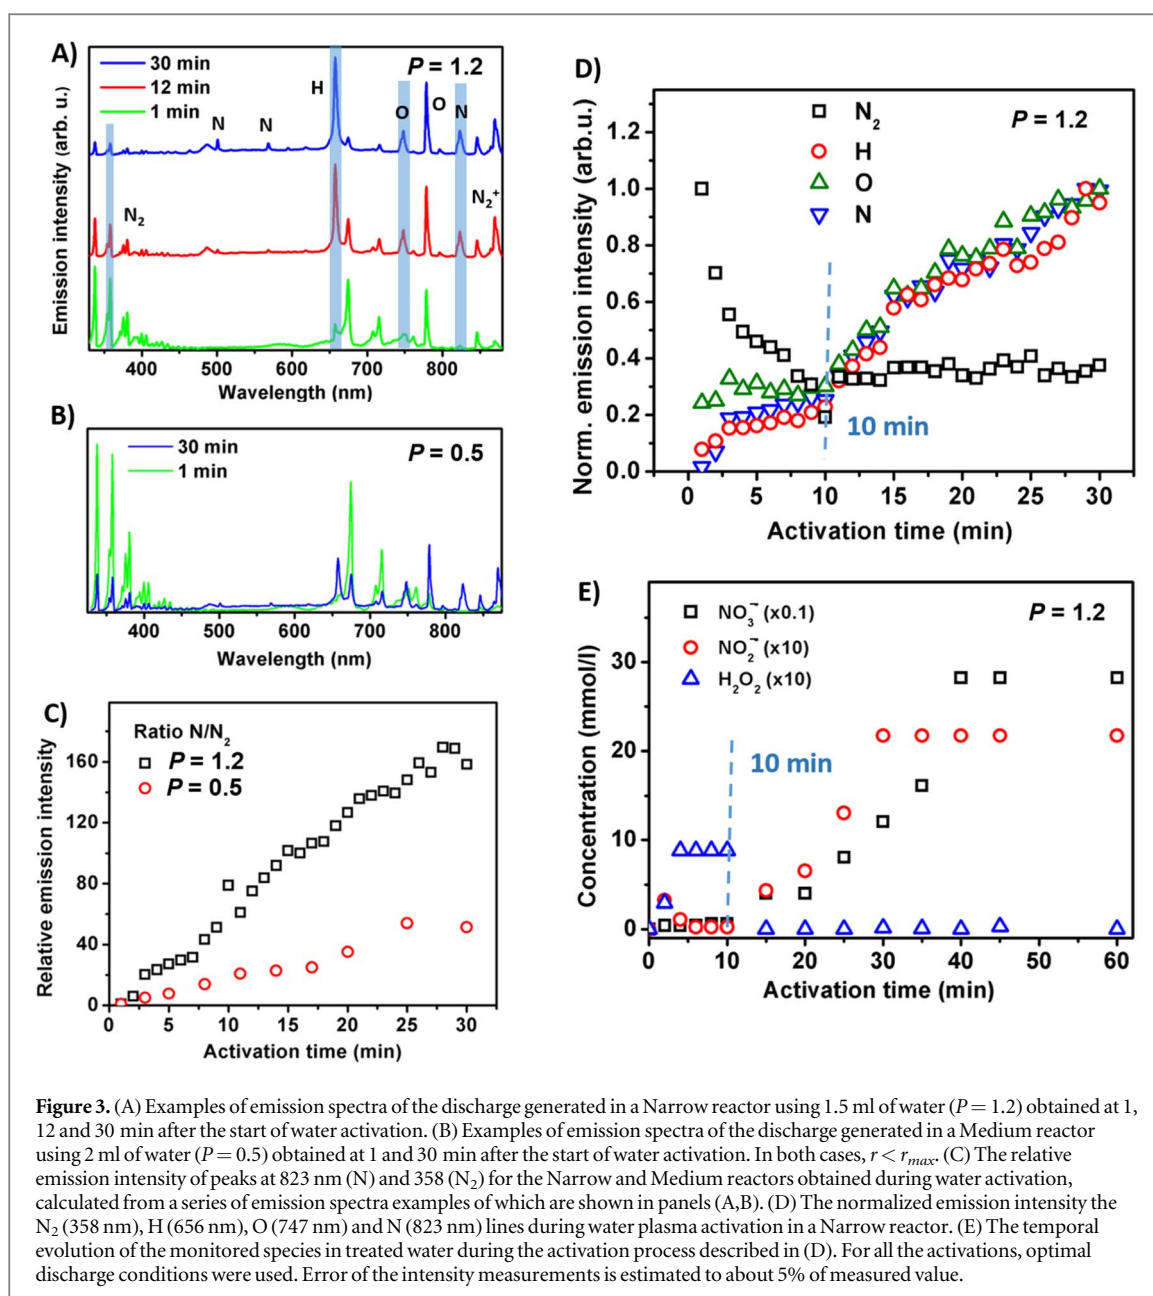 A)
30 min
12 min
1 min
P = 1.2
H
O
O
N
N
N
N2
N2+
Emission intensity (arb. u.)
400 500 600 700 800
Wavelength (nm)
B)
30 min
1 min
P = 0.5
400 500 600 700 800
Wavelength (nm)
C)
Ratio N/N2
P = 1.2
P = 0.5
Relative emission intensity
160
120
80
40
0
0 5 10 15 20 25 30
Activation time (min)
D)
N2
H
O
N
P = 1.2
10 min
Norm. emission intensity (arb.u.)
1.2
1.0
0.8
0.6
0.4
0.2
0.0
0 5 10 15 20 25 30
Activation time (min)
E)
NO3− (x0.1)
NO2− (x10)
H2O2 (x10)
P = 1.2
10 min
Concentration (mmol/l)
30
20
10
0
0 10 20 30 40 50 60
Activation time (min)
Figure 3. (A) Examples of emission spectra of the discharge generated in a Narrow reactor using 1.5 ml of water (P = 1.2) obtained at 1,
12 and 30 min after the start of water activation. (B) Examples of emission spectra of the discharge generated in a Medium reactor
using 2 ml of water (P = 0.5) obtained at 1 and 30 min after the start of water activation. In both cases, r < rmax. (C) The relative
emission intensity of peaks at 823 nm (N) and 358 (N2) for the Narrow and Medium reactors obtained during water activation,
calculated from a series of emission spectra examples of which are shown in panels (A,B). (D) The normalized emission intensity the
N2 (358 nm), H (656 nm), O (747 nm) and N (823 nm) lines during water plasma activation in a Narrow reactor. (E) The temporal
evolution of the monitored species in treated water during the activation process described in (D). For all the activations, optimal
discharge conditions were used. Error of the intensity measurements is estimated to about 5% of measured value.